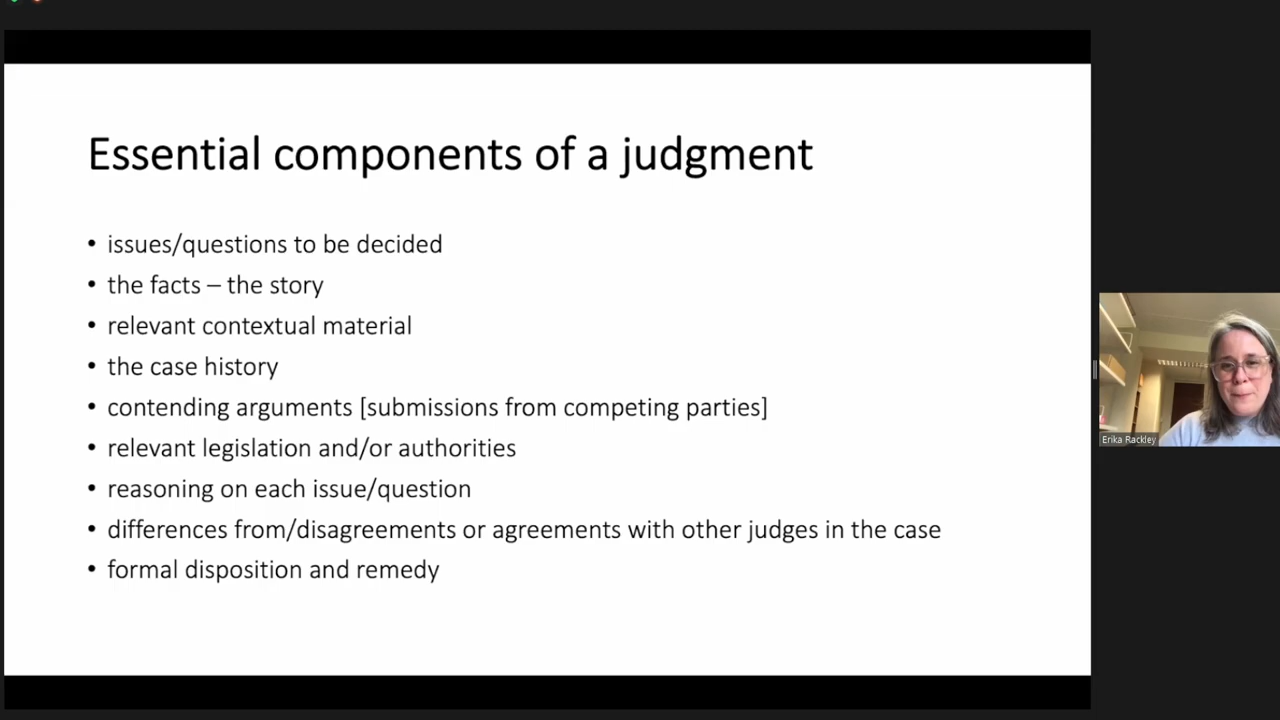 Essential components of a judgment
• issues/questions to be decided
• the facts – the story
• relevant contextual material
• the case history
• contending arguments [submissions from competing parties]
• relevant legislation and/or authorities
• reasoning on each issue/question
• differences from/disagreements or agreements with other judges in the case
• formal disposition and remedy
Erika Rackley